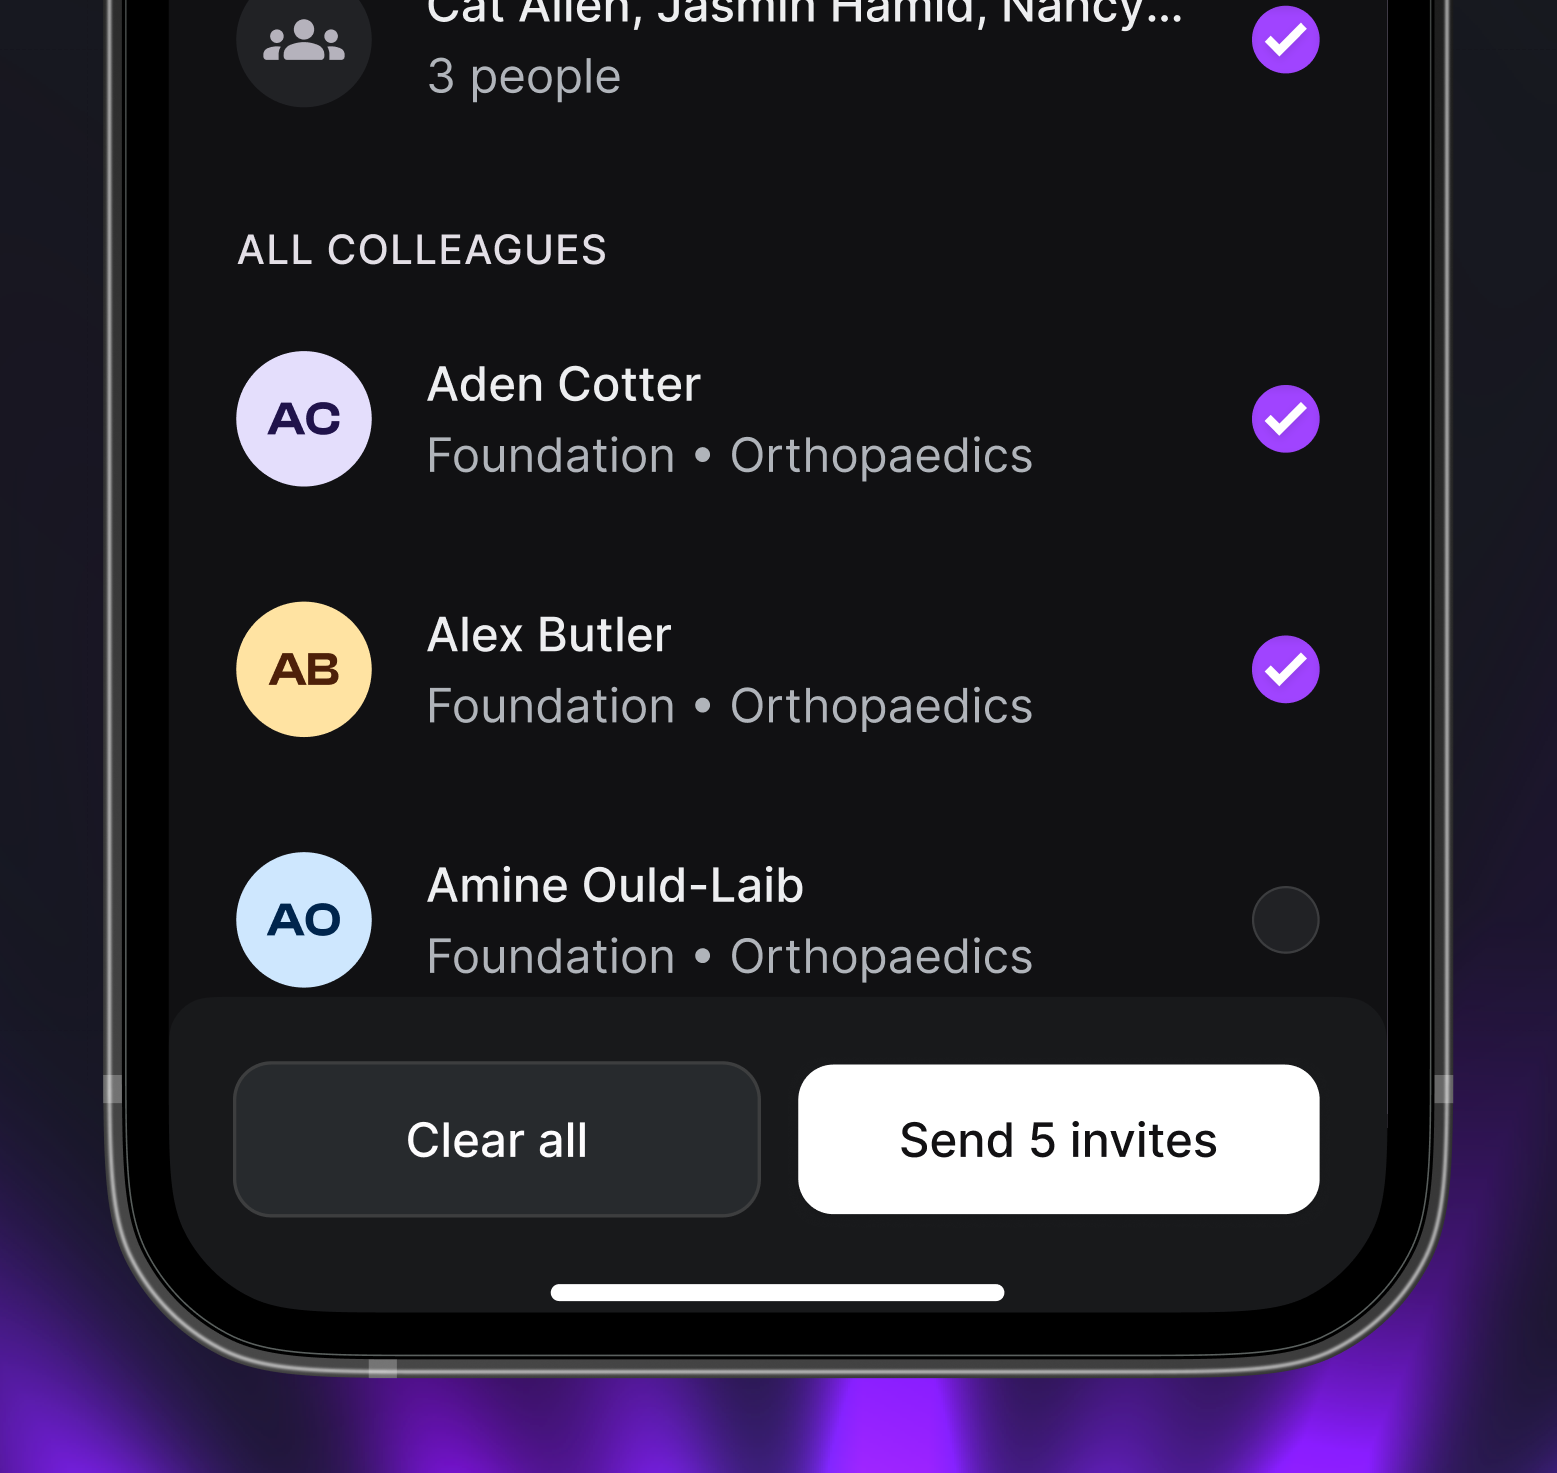 Cat Allen, Jasmin Hamid, Nancy...
3 people
ALL COLLEAGUES
AC
Aden Cotter
Foundation • Orthopaedics
AB
Alex Butler
Foundation • Orthopaedics
AO
Amine Ould-Laib
Foundation • Orthopaedics
Clear all
Send 5 invites